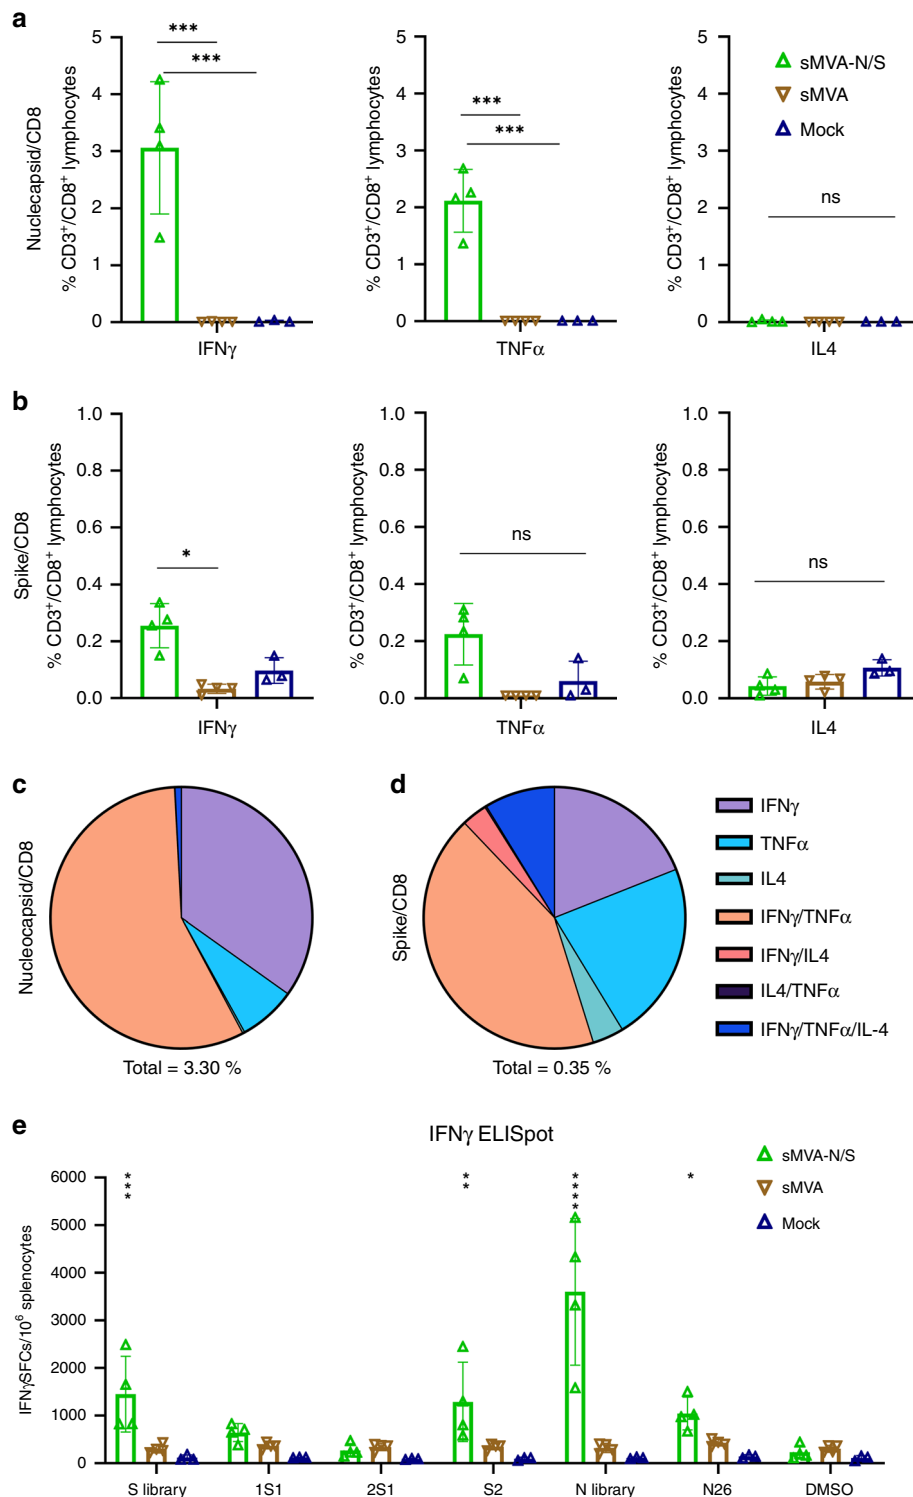 a
Nuclecapsid/CD8
% CD3⁺/CD8⁺ lymphocytes
5
4
3
2
1
0
***
***
IFNγ
% CD3⁺/CD8⁺ lymphocytes
5
4
3
2
1
0
***
***
TNFα
% CD3⁺/CD8⁺ lymphocytes
5
4
3
2
1
0
ns
IL4
sMVA-N/S
sMVA
Mock
b
Spike/CD8
% CD3⁺/CD8⁺ lymphocytes
1.0
0.8
0.6
0.4
0.2
0.0
*
IFNγ
% CD3⁺/CD8⁺ lymphocytes
1.0
0.8
0.6
0.4
0.2
0.0
ns
TNFα
% CD3⁺/CD8⁺ lymphocytes
1.0
0.8
0.6
0.4
0.2
0.0
ns
IL4
c
Nucleocapsid/CD8
Total = 3.30 %
d
Spike/CD8
Total = 0.35 %
IFNγ
TNFα
IL4
IFNγ/TNFα
IFNγ/IL4
IL4/TNFα
IFNγ/TNFα/IL-4
e
IFNγ ELISpot
IFNγSFCs/10⁶ splenocytes
6000
5000
4000
3000
2000
1000
0
***
**
****
*
sMVA-N/S
sMVA
Mock
S library
1S1
2S1
S2
N library
N26
DMSO